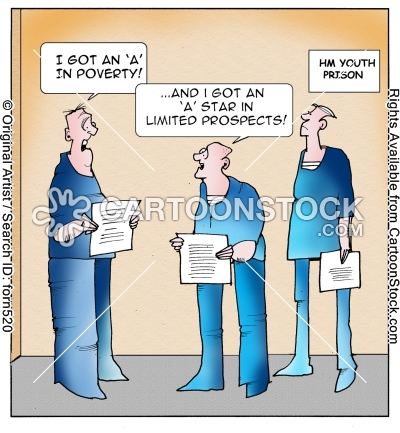 I GOT AN 'A'
IN POVERTY!
...AND I GOT AN
'A' STAR IN
LIMITED PROSPECTS!
HM YOUTH
PRISON
CARTOONSTOCK
.COM
© Original Artist / Search ID: forn520
Rights Available from CartoonStock.com